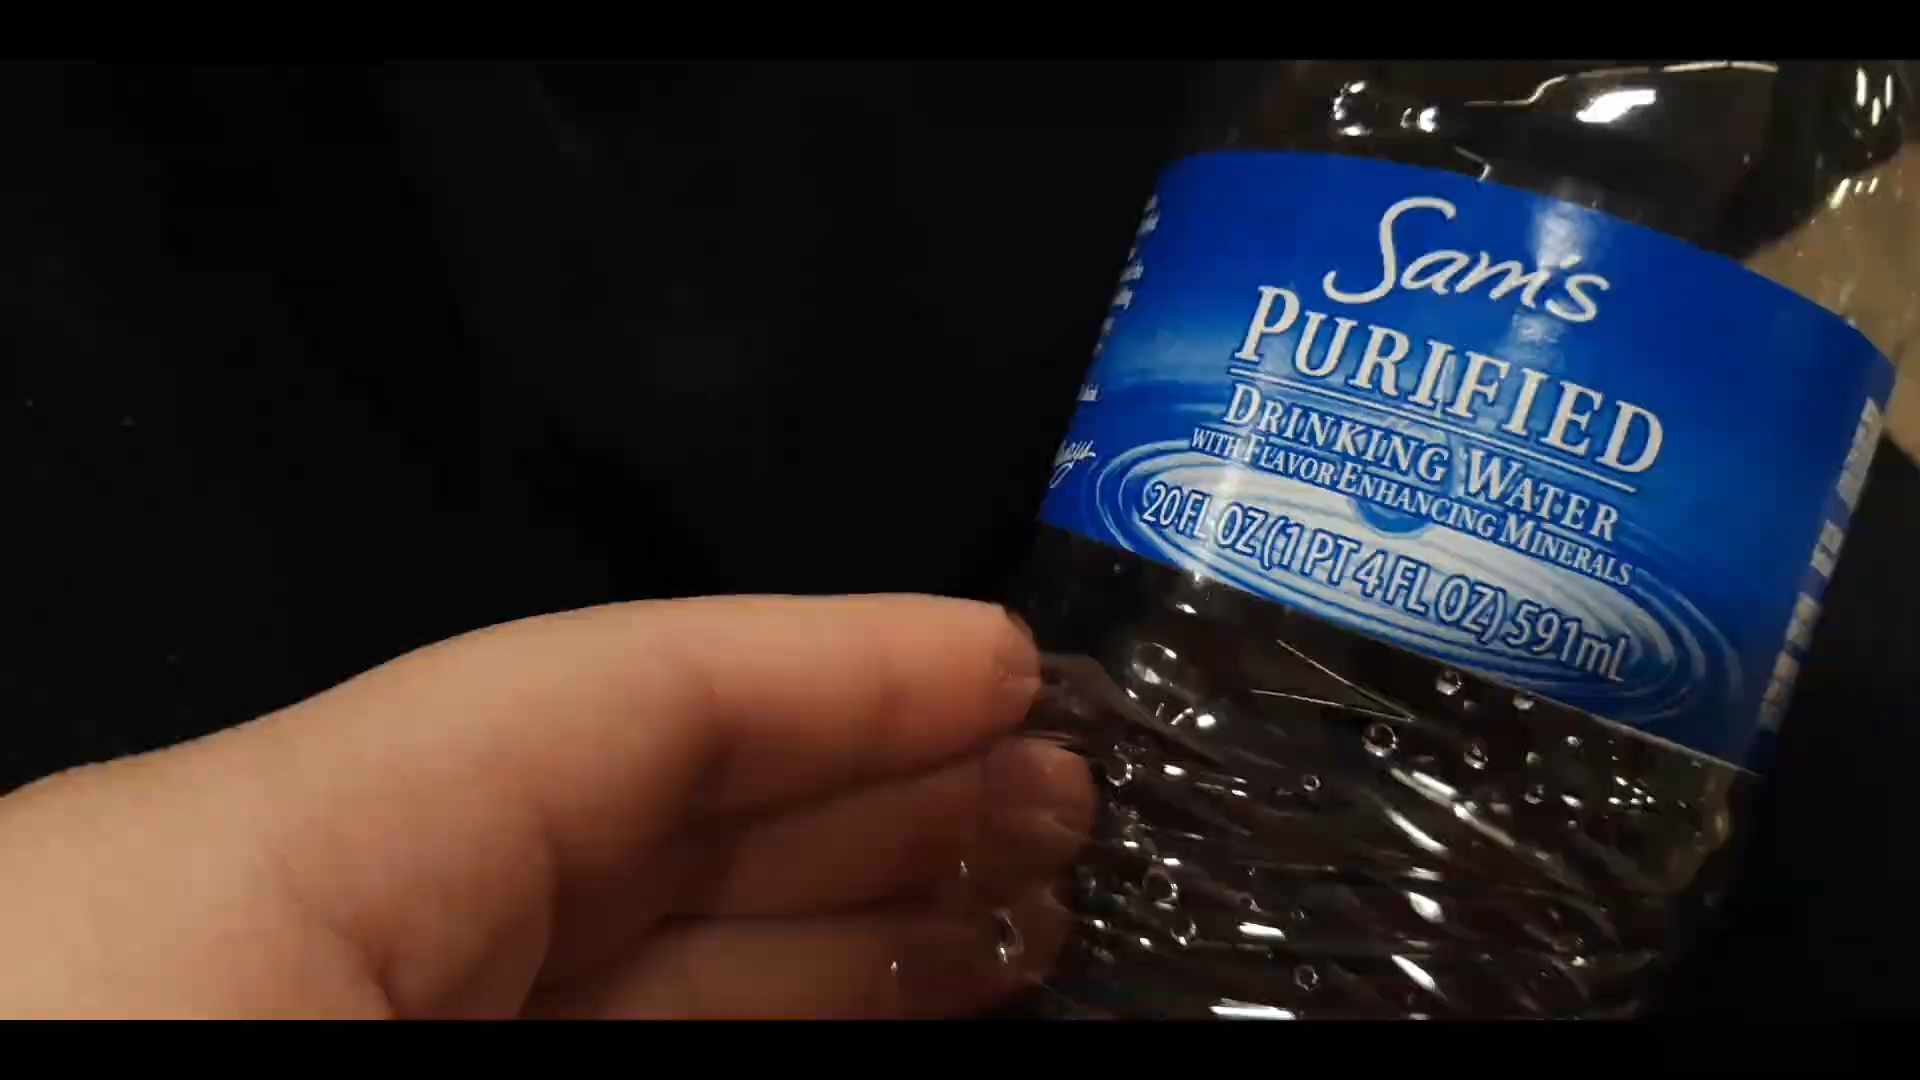 Sam's
PURIFIED
DRINKING WATER
WITH FLAVOR ENHANCING MINERALS
20 FL OZ (1 PT 4 FL OZ) 591mL